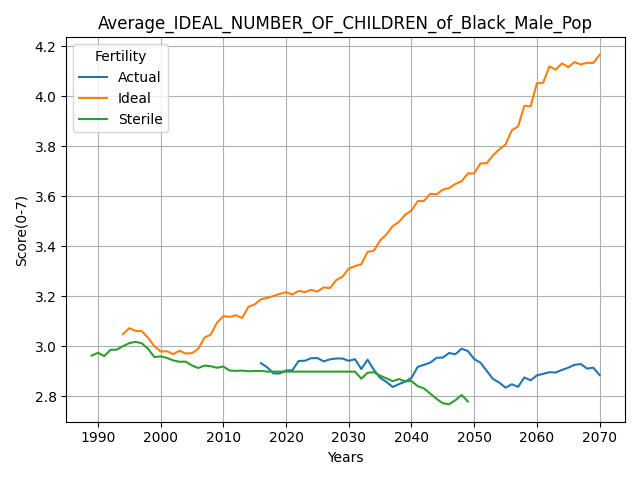 Average_IDEAL_NUMBER_OF_CHILDREN_of_Black_Male_Pop
Fertility
Actual
Ideal
Sterile
Score(0-7)
4.2
4.0
3.8
3.6
3.4
3.2
3.0
2.8
1990 2000 2010 2020 2030 2040 2050 2060 2070
Years